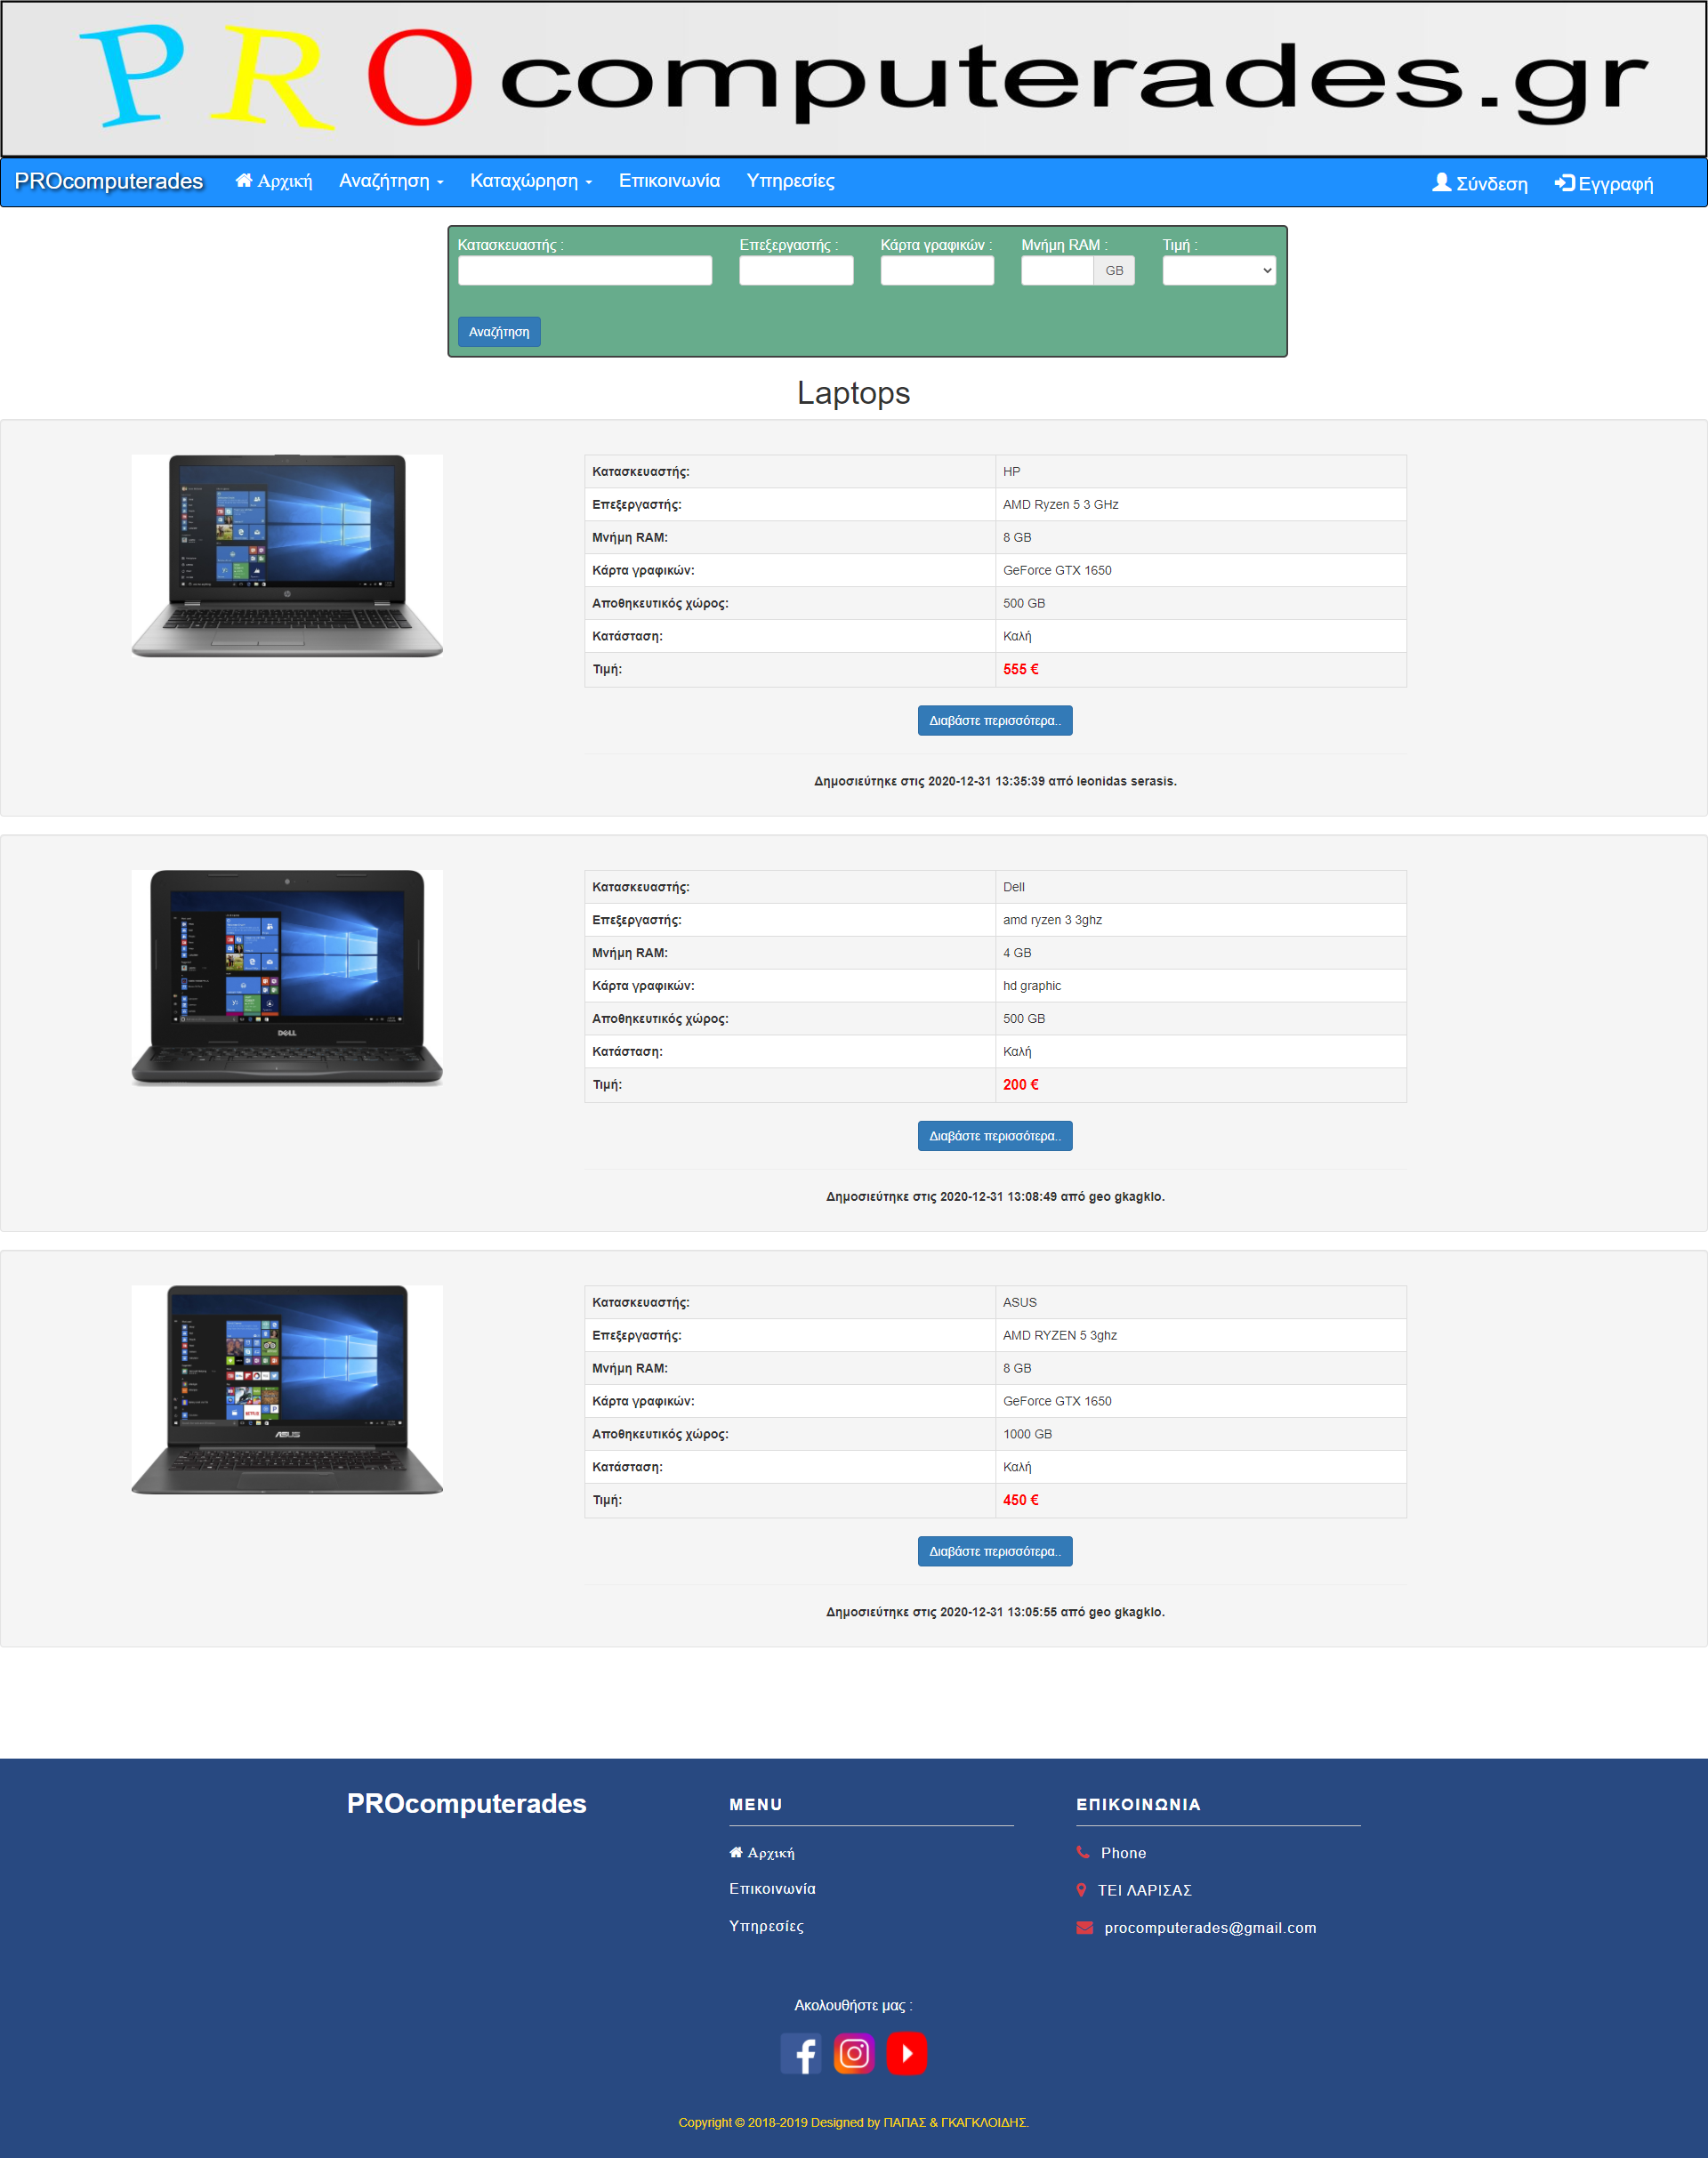 PROcomputerades.gr
PROcomputerades Αρχική Αναζήτηση Καταχώρηση Επικοινωνία Υπηρεσίες Σύνδεση Εγγραφή
Κατασκευαστής : Επεξεργαστής : Κάρτα γραφικών : Μνήμη RAM : Τιμή :
GB
Αναζήτηση
Laptops
Κατασκευαστής: HP
Επεξεργαστής: AMD Ryzen 5 3 GHz
Μνήμη RAM: 8 GB
Κάρτα γραφικών: GeForce GTX 1650
Αποθηκευτικός χώρος: 500 GB
Κατάσταση: Καλή
Τιμή: 555 €
Διαβάστε περισσότερα..
Δημοσιεύτηκε στις 2020-12-31 13:35:39 από leonidas serasis.
DELL
Κατασκευαστής: Dell
Επεξεργαστής: amd ryzen 3 3ghz
Μνήμη RAM: 4 GB
Κάρτα γραφικών: hd graphic
Αποθηκευτικός χώρος: 500 GB
Κατάσταση: Καλή
Τιμή: 200 €
Διαβάστε περισσότερα..
Δημοσιεύτηκε στις 2020-12-31 13:08:49 από geo gkagklo.
ASUS
Κατασκευαστής: ASUS
Επεξεργαστής: AMD RYZEN 5 3ghz
Μνήμη RAM: 8 GB
Κάρτα γραφικών: GeForce GTX 1650
Αποθηκευτικός χώρος: 1000 GB
Κατάσταση: Καλή
Τιμή: 450 €
Διαβάστε περισσότερα..
Δημοσιεύτηκε στις 2020-12-31 13:05:55 από geo gkagklo.
PROcomputerades
MENU
Αρχική
Επικοινωνία
Υπηρεσίες
ΕΠΙΚΟΙΝΩΝΙΑ
Phone
ΤΕΙ ΛΑΡΙΣΑΣ
procomputerades@gmail.com
Ακολουθήστε μας :
Copyright © 2018-2019 Designed by ΠΑΠΑΣ & ΓΚΑΓΚΛΟΙΔΗΣ.